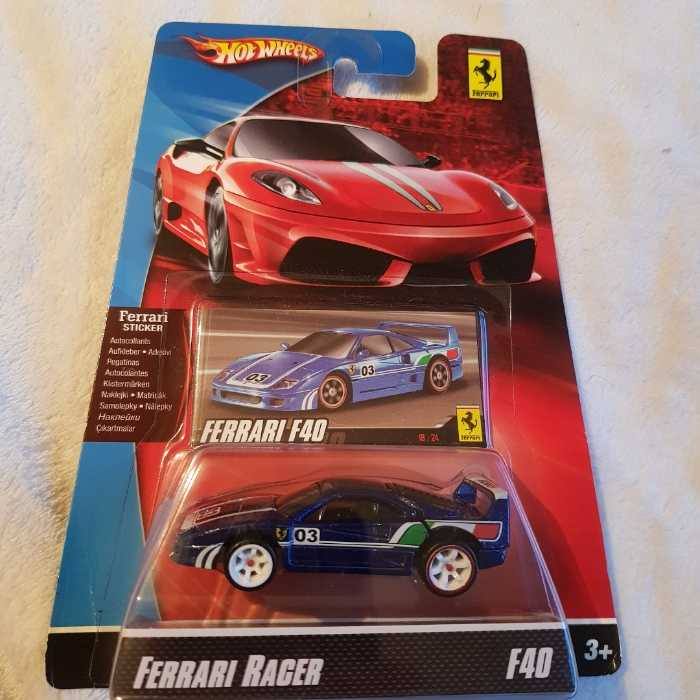 HOT WHEELS
Ferrari
Ferrari
STICKER
Autocollants
Aufkleber • Adesivi
Pegatinas
Autocolantes
Klistermärken
Naklejki • Matricák
Samolepky • Nálepky
Наклейки
Çıkartmalar
03
03
FERRARI F40
18 / 24
Ferrari
03
FERRARI RACER
F40
3+